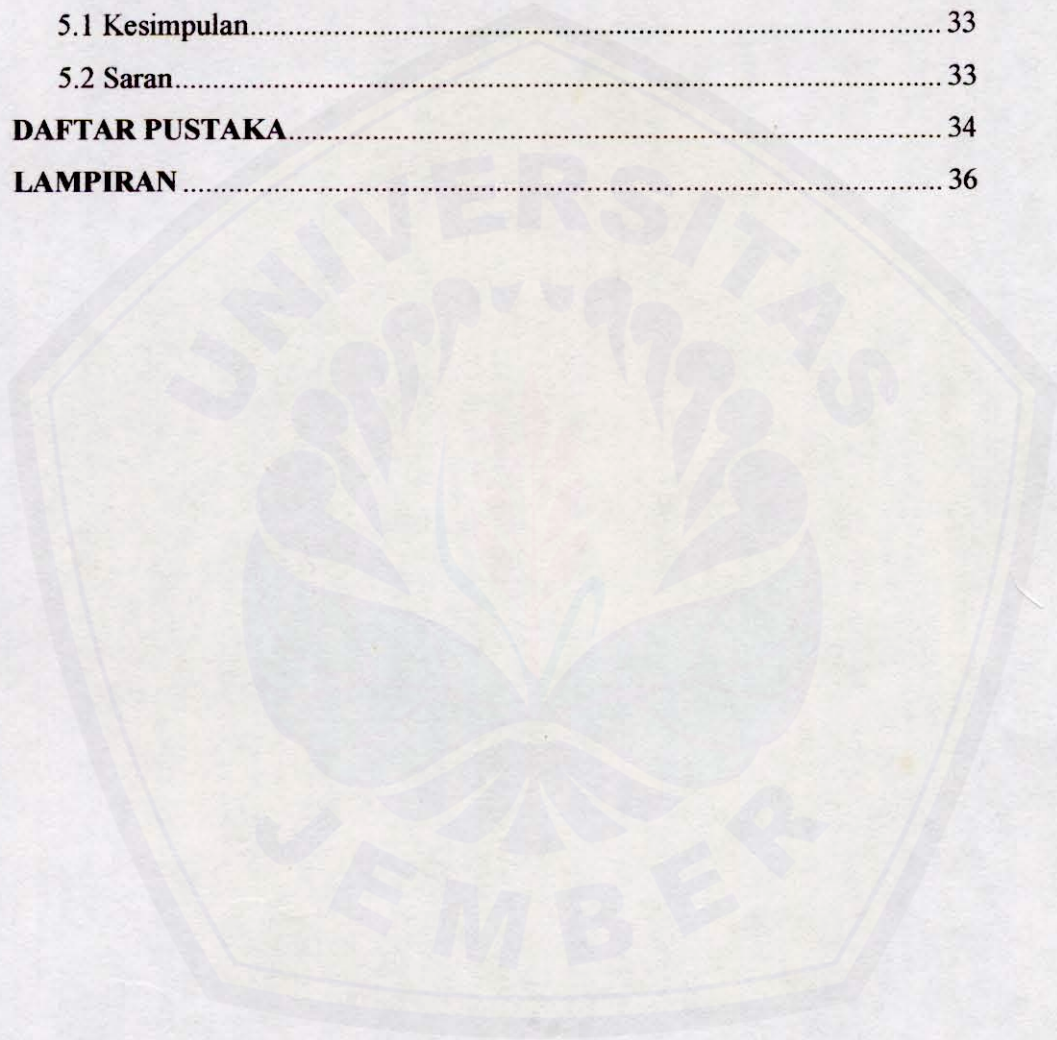 5.1 Kesimpulan.......................................................................................... 33
5.2 Saran..................................................................................................... 33
DAFTAR PUSTAKA..................................................................................... 34
LAMPIRAN................................................................................................... 36
UNIVERSITAS
JEMBER